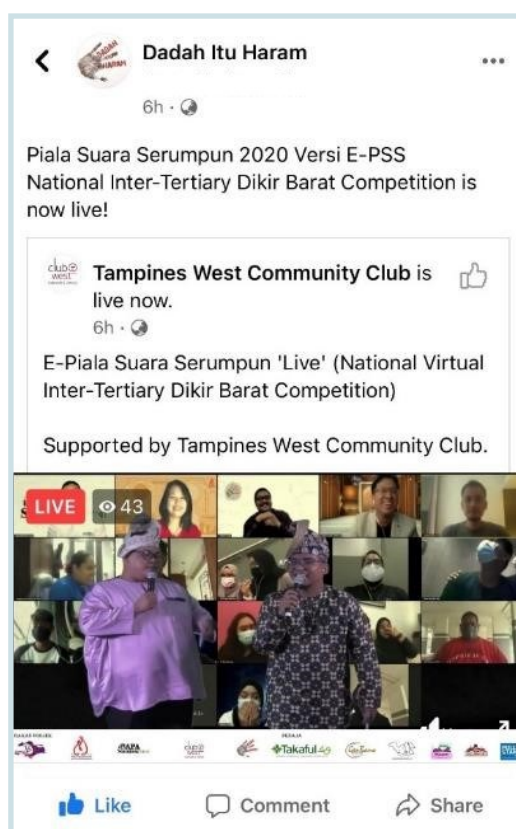 Dadah Itu Haram
6h
Piala Suara Serumpun 2020 Versi E-PSS
National Inter-Tertiary Dikir Barat Competition is
now live!
Tampines West Community Club is
live now.
6h
E-Piala Suara Serumpun 'Live' (National Virtual
Inter-Tertiary Dikir Barat Competition)
Supported by Tampines West Community Club.
LIVE 43
Takaful
Like Comment Share